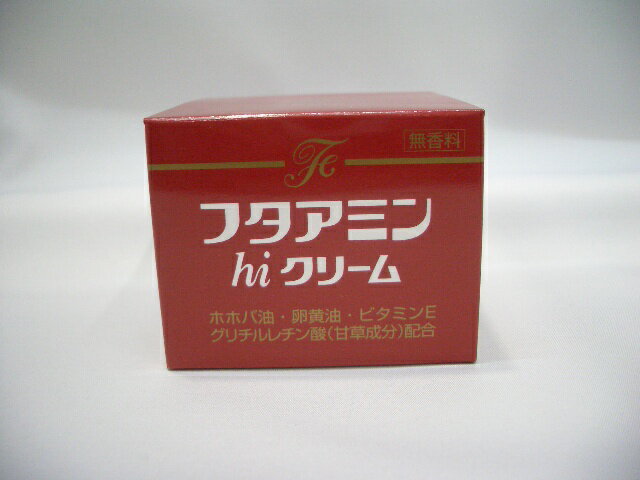 無香料
フタアミン
hiクリーム
ホホバ油・卵黄油・ビタミンE
グリチルレチン酸(甘草成分)配合